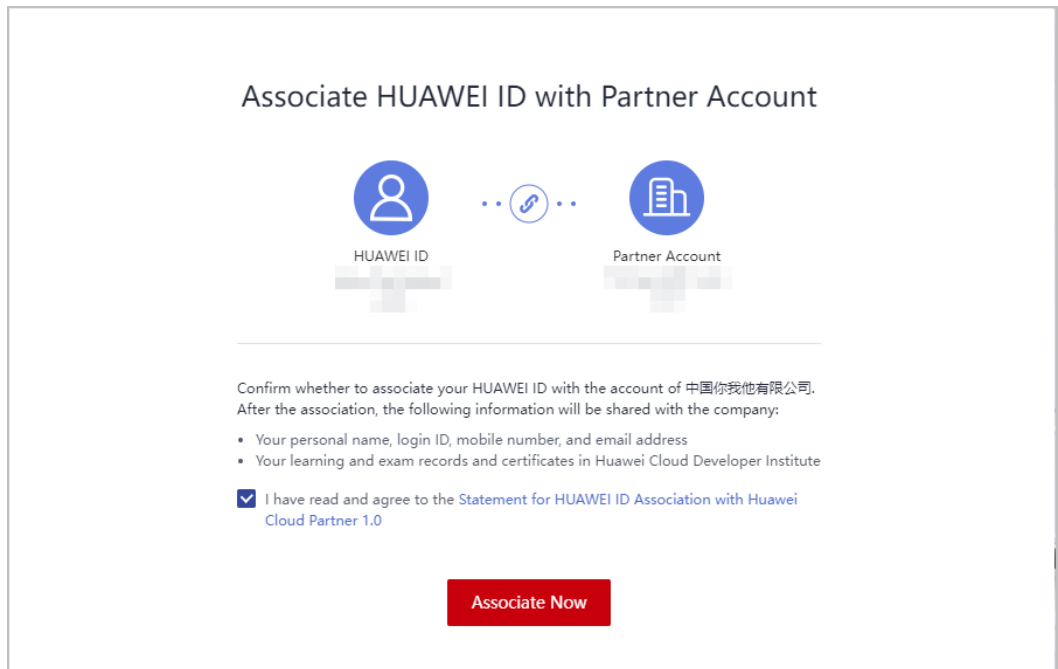 Associate HUAWEI ID with Partner Account
HUAWEI ID
Partner Account
Confirm whether to associate your HUAWEI ID with the account of 中国你我他有限公司.
After the association, the following information will be shared with the company:
• Your personal name, login ID, mobile number, and email address
• Your learning and exam records and certificates in Huawei Cloud Developer Institute
I have read and agree to the Statement for HUAWEI ID Association with Huawei
Cloud Partner 1.0
Associate Now